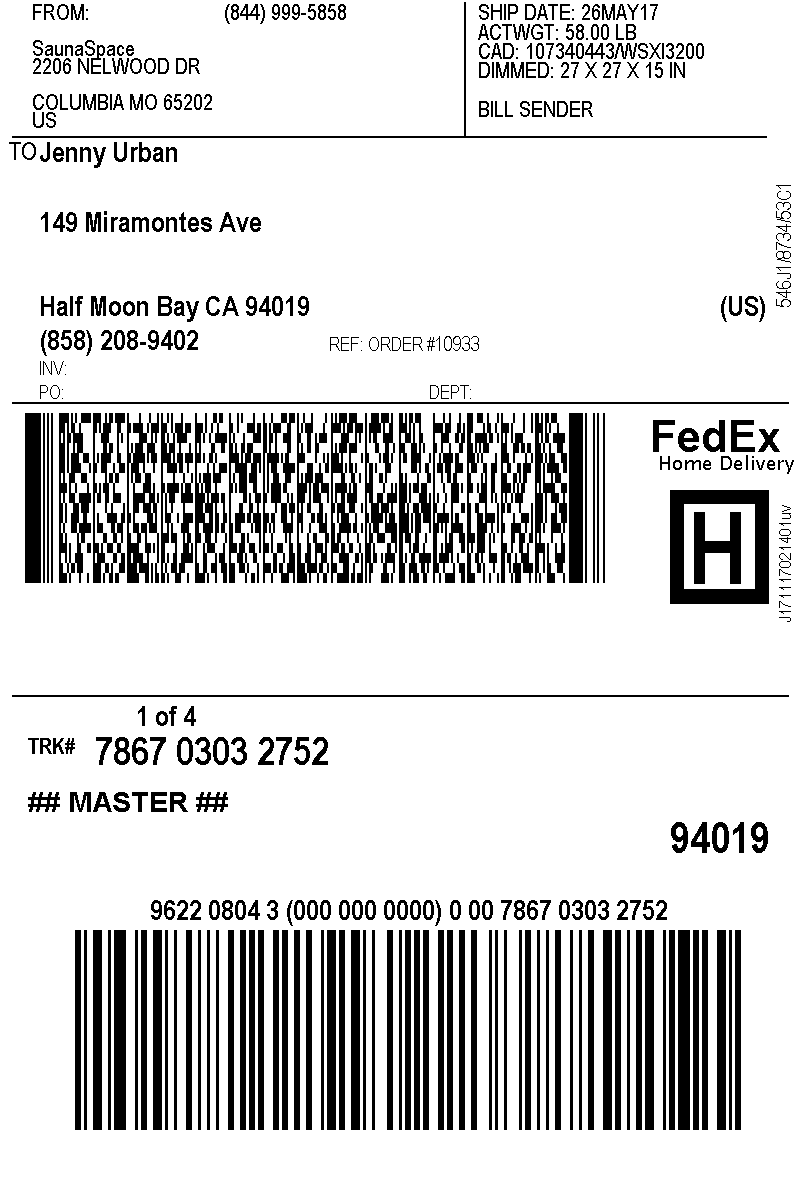 FROM: (844) 999-5858
SaunaSpace
2206 NELWOOD DR
COLUMBIA MO 65202
US
SHIP DATE: 26MAY17
ACTWGT: 58.00 LB
CAD: 107340443/WSXI3200
DIMMED: 27 X 27 X 15 IN
BILL SENDER
TO Jenny Urban
149 Miramontes Ave
Half Moon Bay CA 94019 (US)
(858) 208-9402 REF: ORDER #10933
INV:
PO: DEPT:
546J1/8734/53C1
FedEx
Home Delivery
H
J171117021401uv
1 of 4
TRK# 7867 0303 2752
## MASTER ##
94019
9622 0804 3 (000 000 0000) 0 00 7867 0303 2752